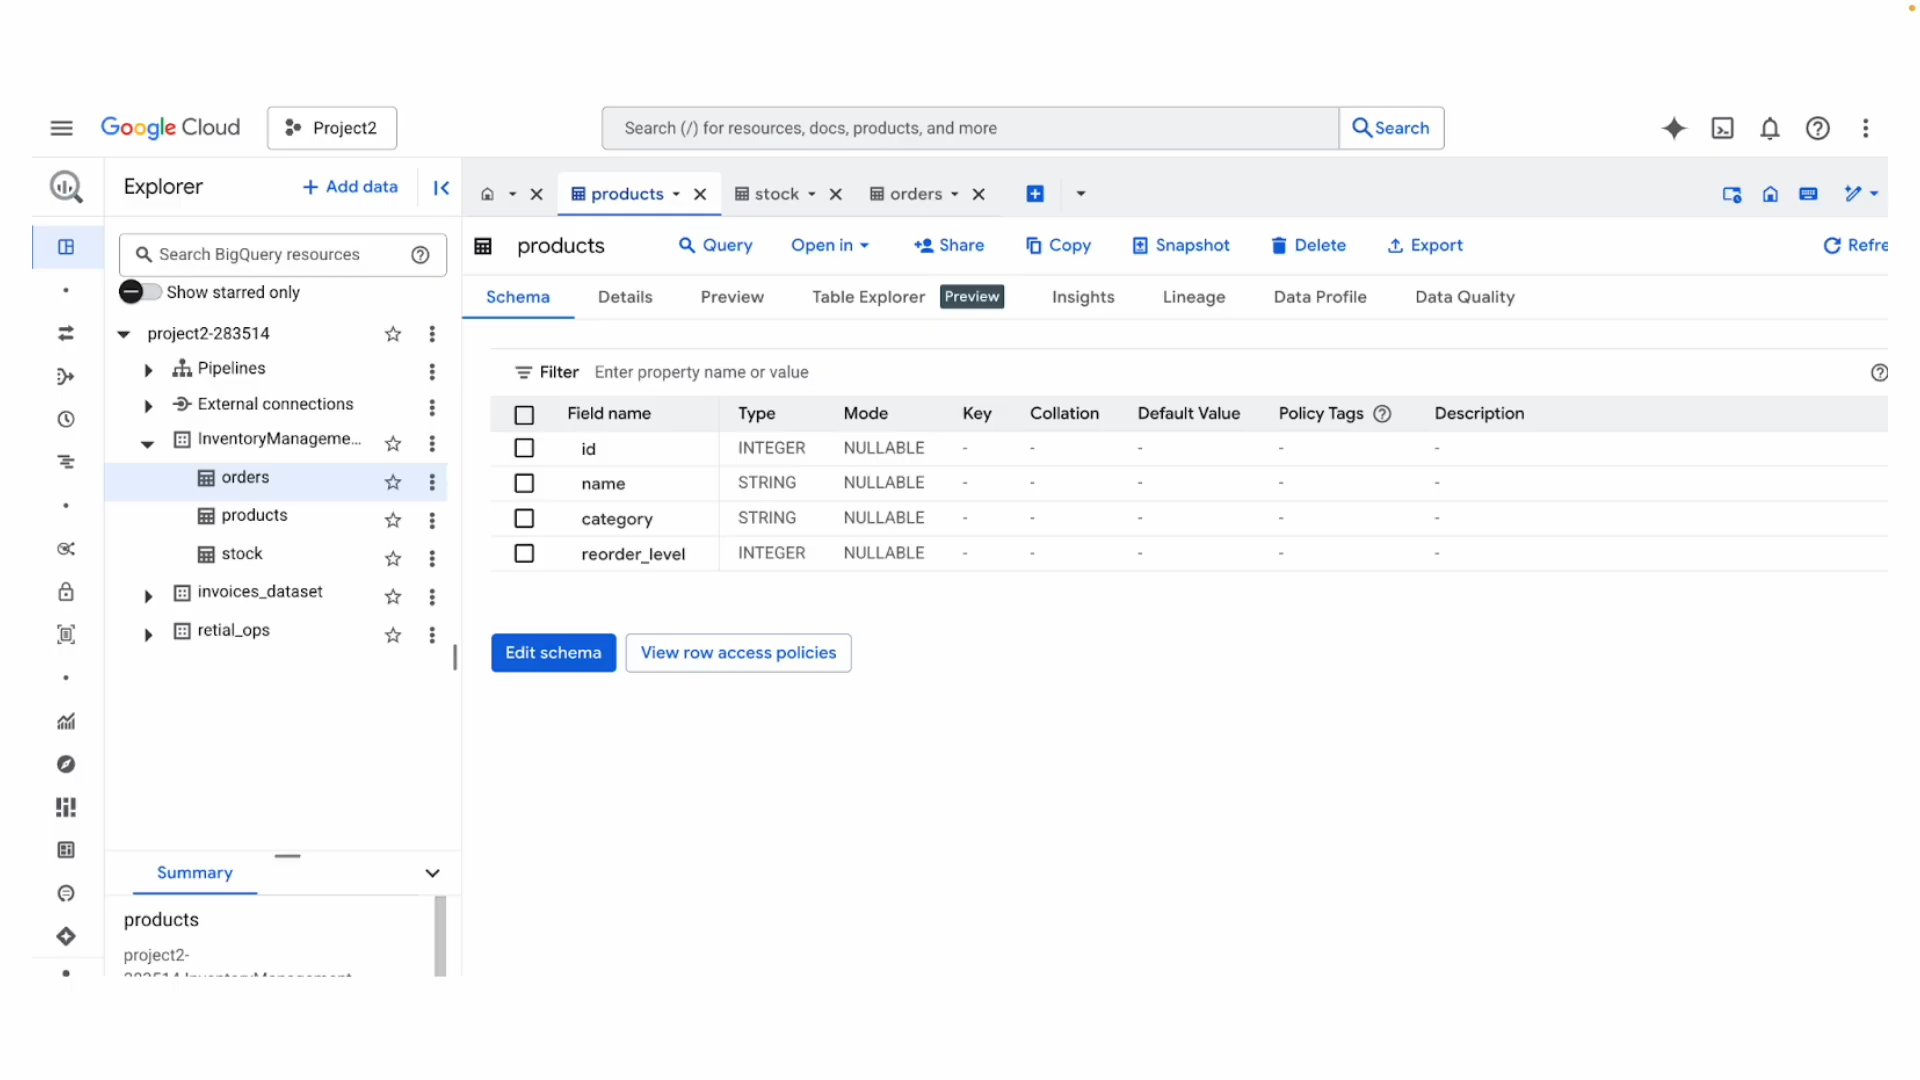 Google Cloud
Project2
Search (/) for resources, docs, products, and more
Search
Explorer
+ Add data
products
stock
orders
Search BigQuery resources
Show starred only
project2-283514
Pipelines
External connections
InventoryManageme...
orders
products
stock
invoices_dataset
retial_ops
Summary
products
project2-
283514.InventoryManagement
products
Query
Open in
Share
Copy
Snapshot
Delete
Export
Refre
Schema
Details
Preview
Table Explorer
Preview
Insights
Lineage
Data Profile
Data Quality
Filter Enter property name or value
Field name Type Mode Key Collation Default Value Policy Tags Description
id INTEGER NULLABLE - - - - -
name STRING NULLABLE - - - - -
category STRING NULLABLE - - - - -
reorder_level INTEGER NULLABLE - - - - -
Edit schema
View row access policies